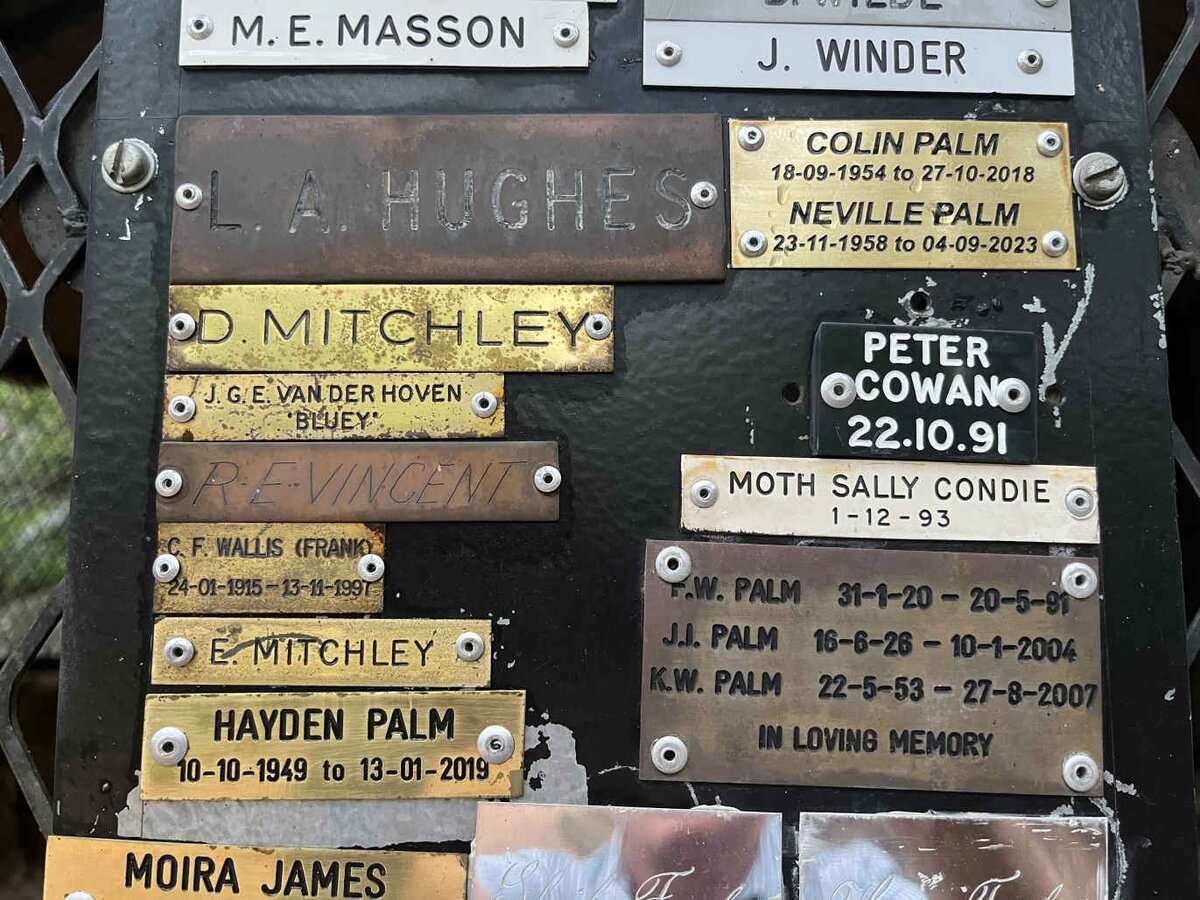 M. E. MASSON
J. WINDER
L. A. HUGHES
COLIN PALM
18-09-1954 to 27-10-2018
NEVILLE PALM
23-11-1958 to 04-09-2023
D. MITCHLEY
J. G. E. VAN DER HOVEN
"BLUEY"
PETER
COWAN
22.10.91
R-E-VINCENT
MOTH SALLY CONDIE
1-12-93
C. F. WALLIS (FRANK)
24-01-1915 – 13-11-1997
F.W. PALM 31-1-20 – 20-5-91
J.I. PALM 16-6-26 – 10-1-2004
K.W. PALM 22-5-53 – 27-8-2007
IN LOVING MEMORY
E. MITCHLEY
HAYDEN PALM
10-10-1949 to 13-01-2019
MOIRA JAMES